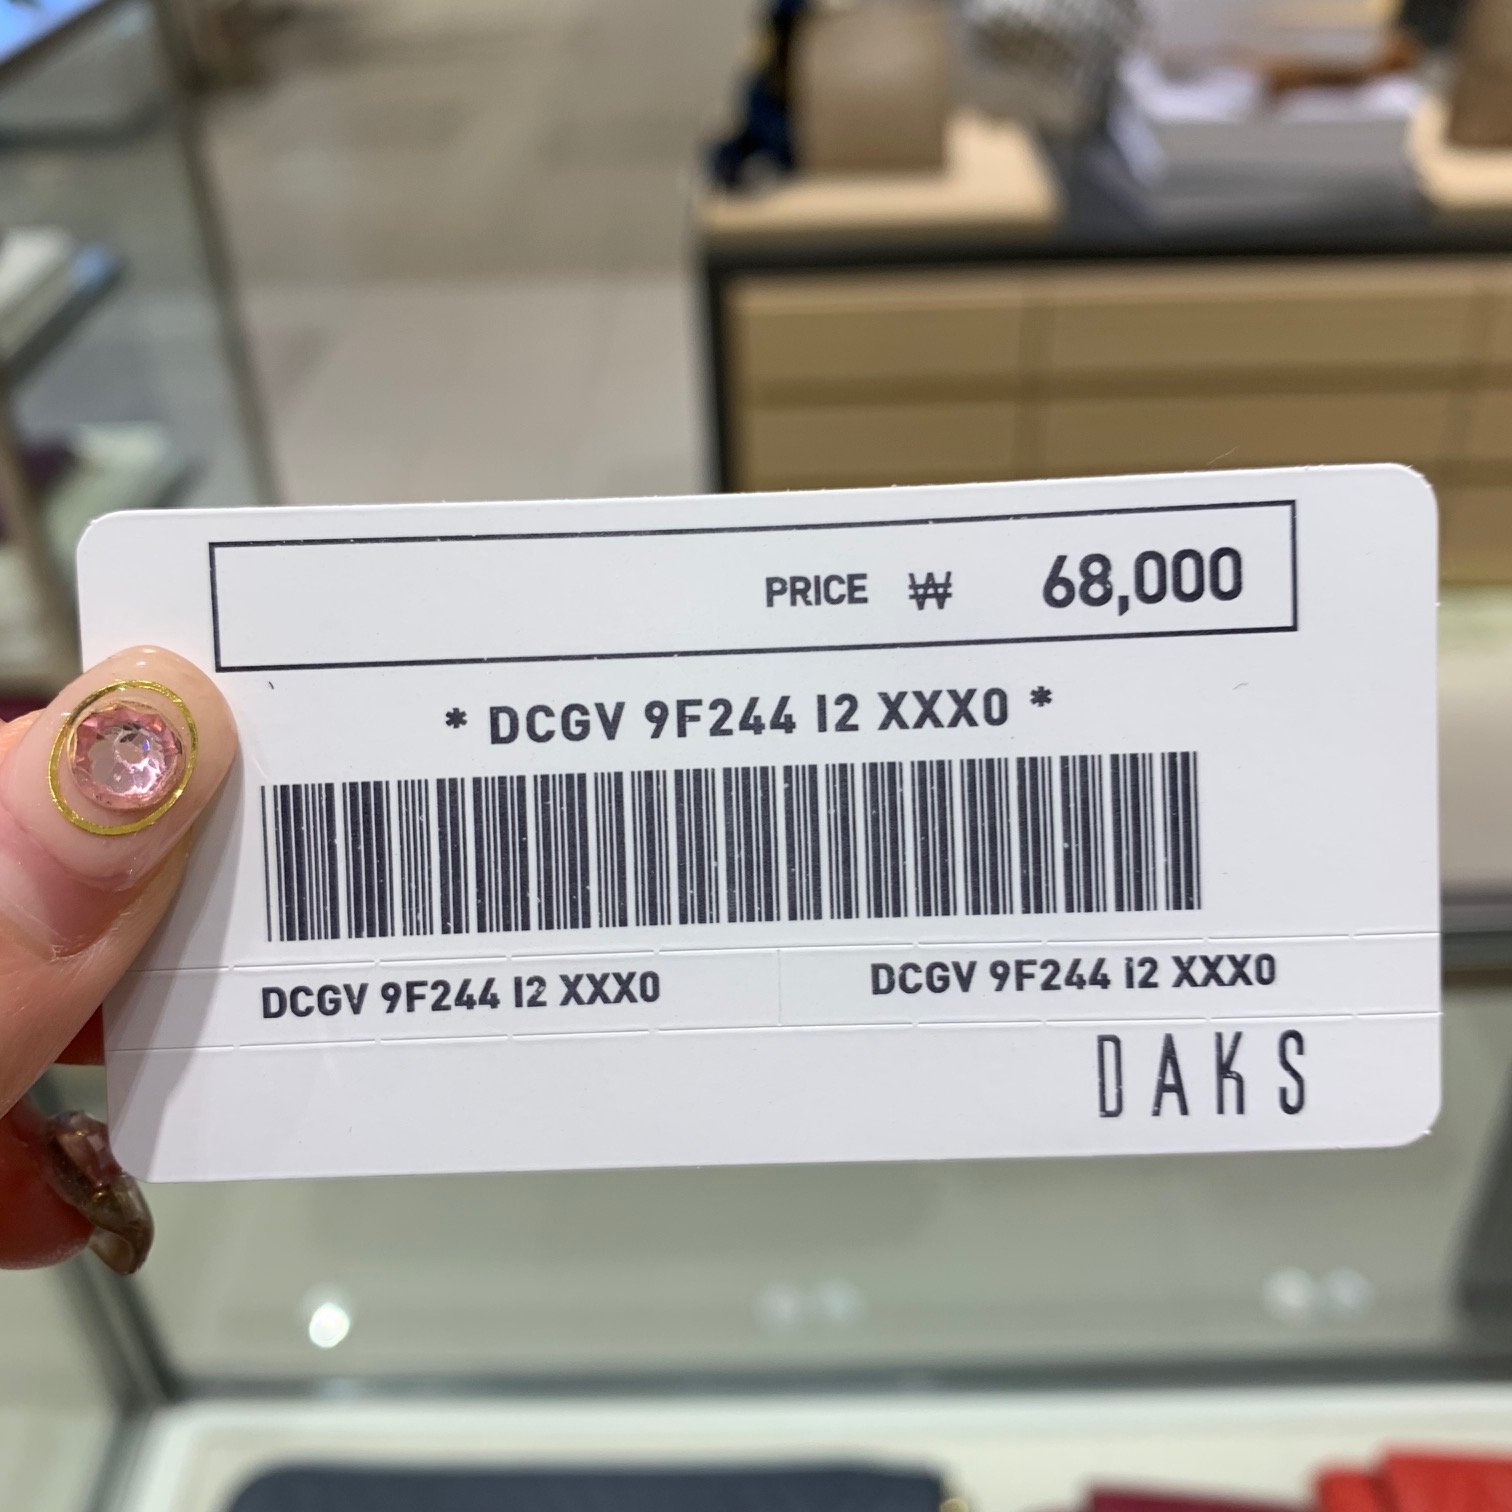 PRICE ₩ 68,000
* DCGV 9F244 I2 XXX0 *
DCGV 9F244 I2 XXX0 DCGV 9F244 I2 XXX0
DAKS